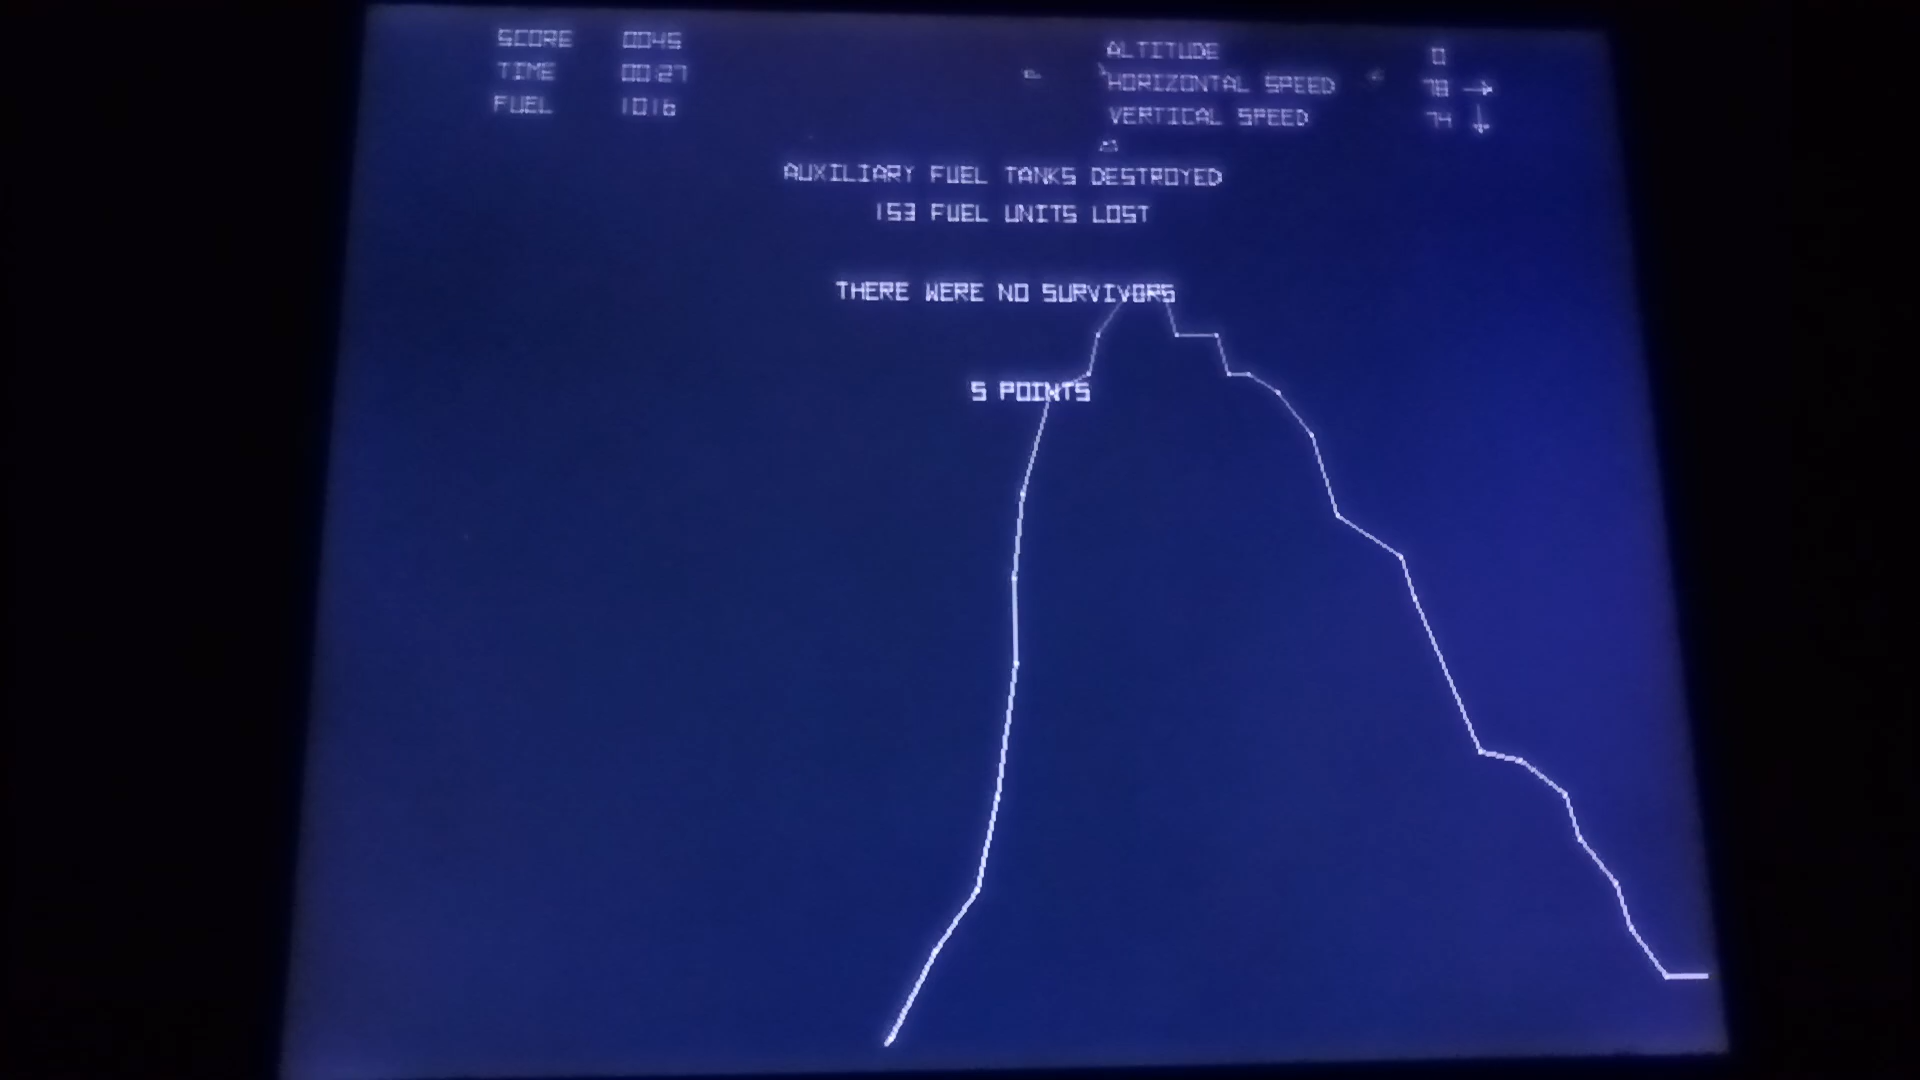 SCORE 0045
TIME 00:27
FUEL 1016
ALTITUDE 0
HORIZONTAL SPEED 78 →
VERTICAL SPEED 74 ↓
AUXILIARY FUEL TANKS DESTROYED
153 FUEL UNITS LOST
THERE WERE NO SURVIVORS
5 POINTS